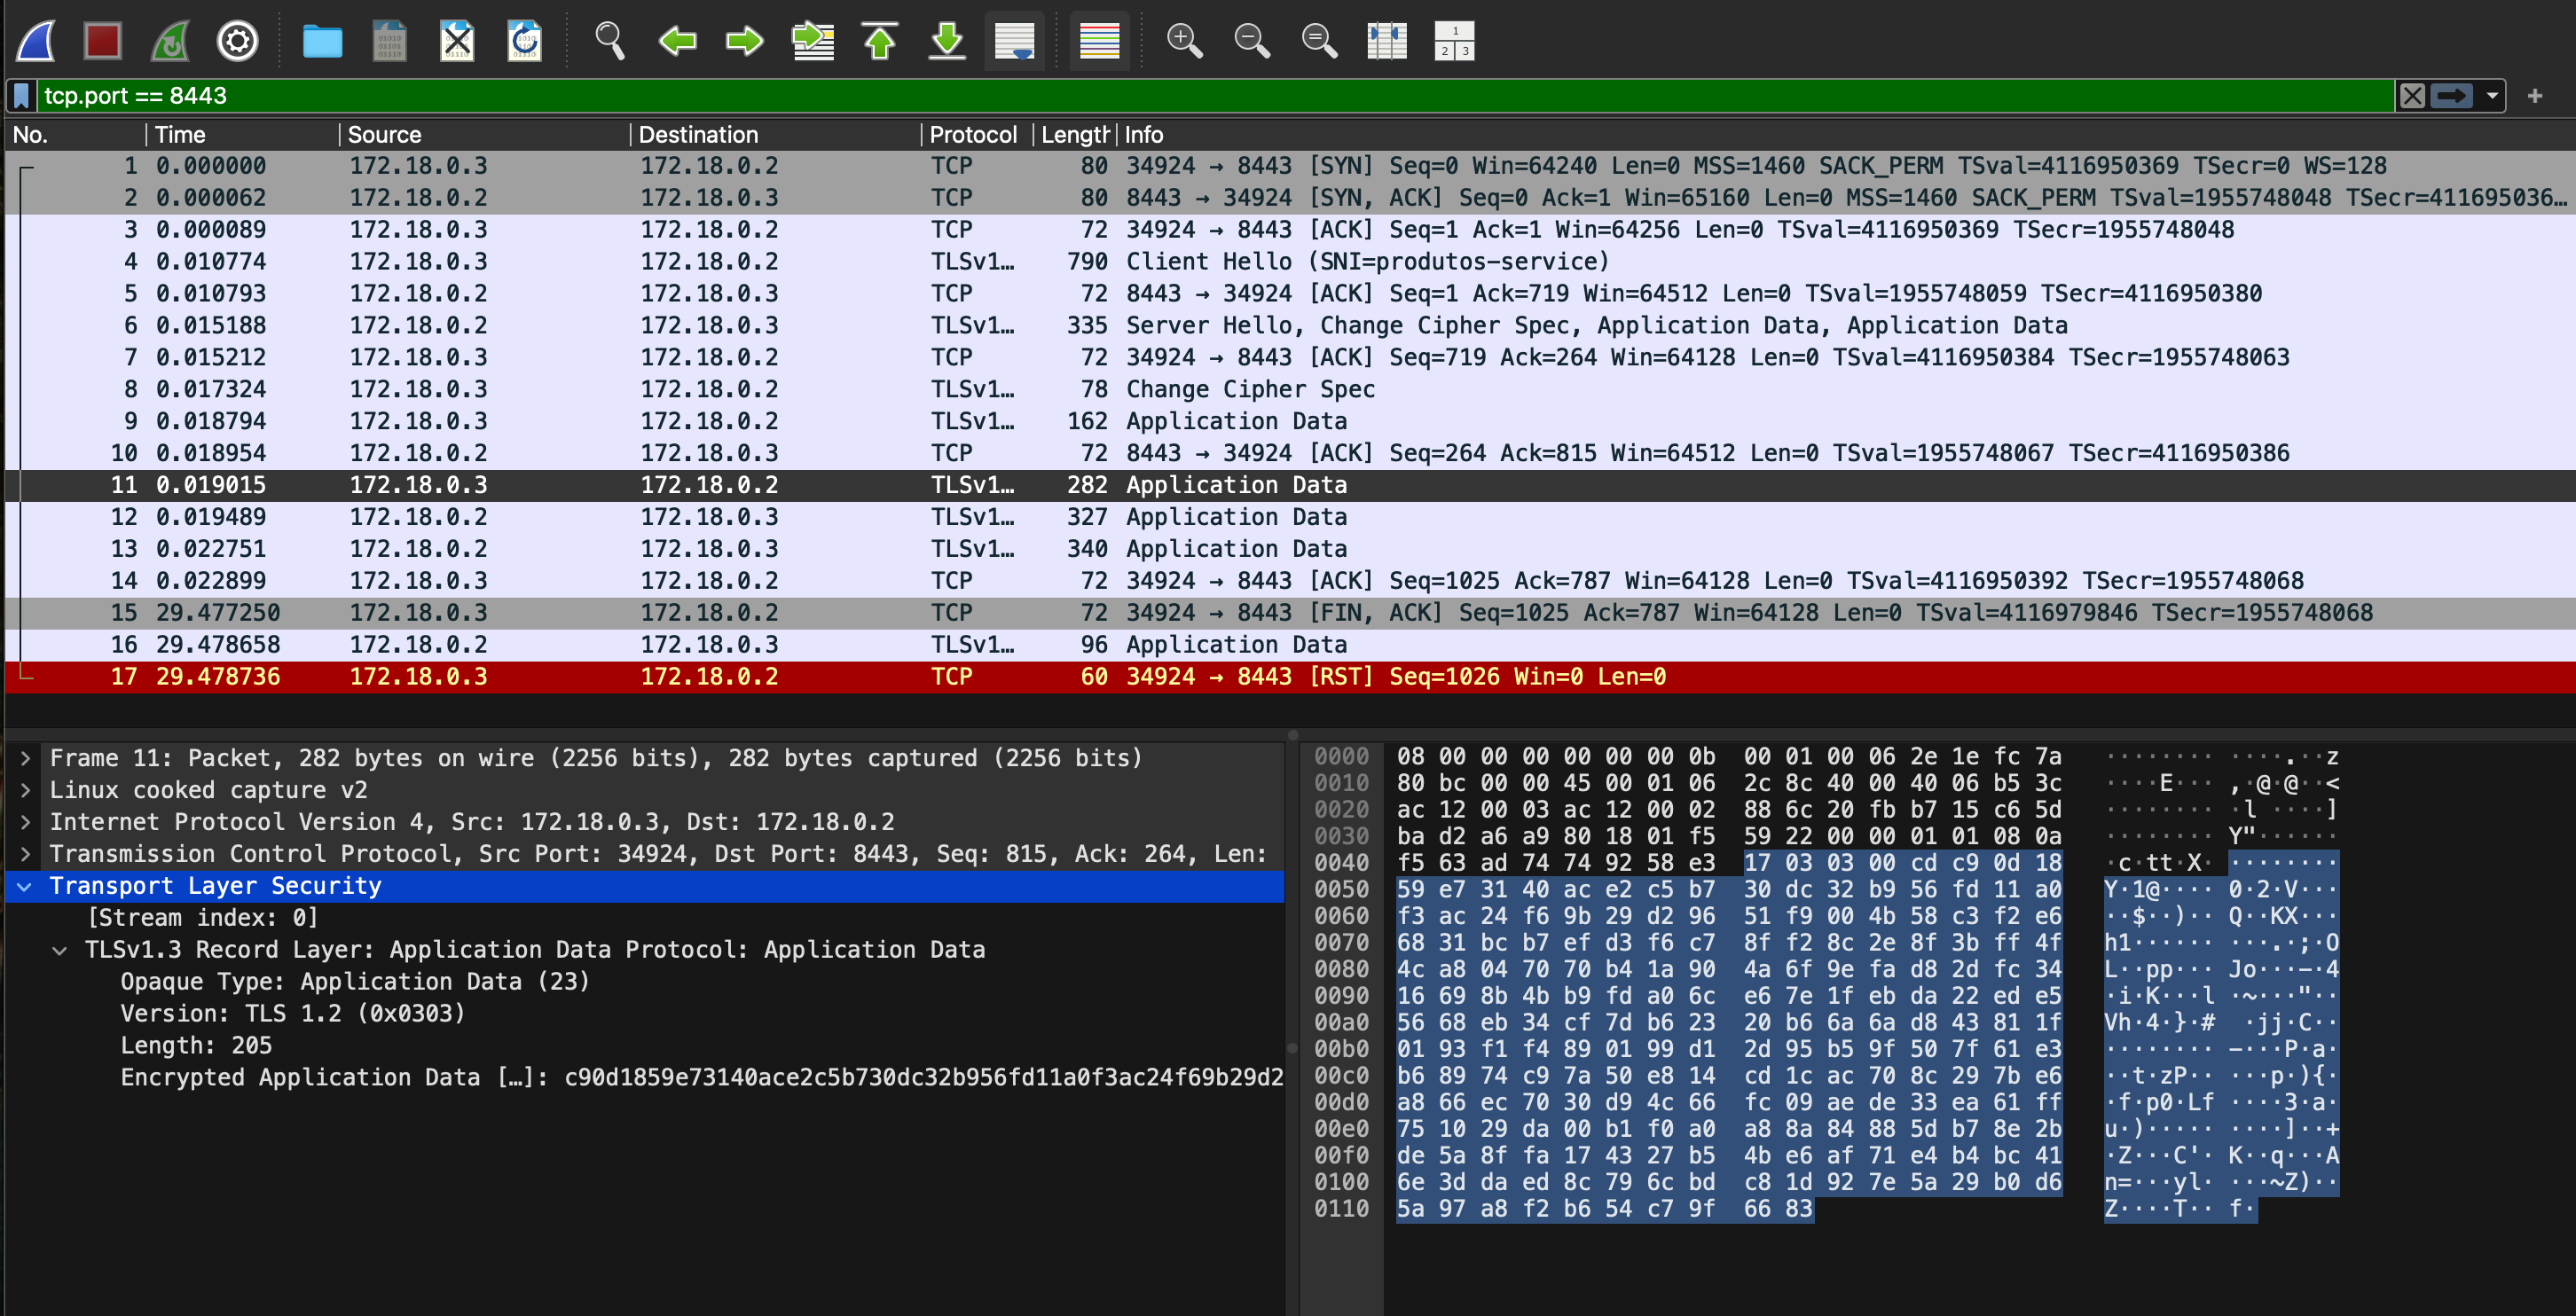 tcp.port == 8443
No. Time Source Destination Protocol Length Info
1 0.000000 172.18.0.3 172.18.0.2 TCP 80 34924 → 8443 [SYN] Seq=0 Win=64240 Len=0 MSS=1460 SACK_PERM TSval=4116950369 TSecr=0 WS=128
2 0.000062 172.18.0.2 172.18.0.3 TCP 80 8443 → 34924 [SYN, ACK] Seq=0 Ack=1 Win=65160 Len=0 MSS=1460 SACK_PERM TSval=1955748048 TSecr=411695036…
3 0.000089 172.18.0.3 172.18.0.2 TCP 72 34924 → 8443 [ACK] Seq=1 Ack=1 Win=64256 Len=0 TSval=4116950369 TSecr=1955748048
4 0.010774 172.18.0.3 172.18.0.2 TLSv1… 790 Client Hello (SNI=produtos-service)
5 0.010793 172.18.0.2 172.18.0.3 TCP 72 8443 → 34924 [ACK] Seq=1 Ack=719 Win=64512 Len=0 TSval=1955748059 TSecr=4116950380
6 0.015188 172.18.0.2 172.18.0.3 TLSv1… 335 Server Hello, Change Cipher Spec, Application Data, Application Data
7 0.015212 172.18.0.3 172.18.0.2 TCP 72 34924 → 8443 [ACK] Seq=719 Ack=264 Win=64128 Len=0 TSval=4116950384 TSecr=1955748063
8 0.017324 172.18.0.3 172.18.0.2 TLSv1… 78 Change Cipher Spec
9 0.018794 172.18.0.3 172.18.0.2 TLSv1… 162 Application Data
10 0.018954 172.18.0.2 172.18.0.3 TCP 72 8443 → 34924 [ACK] Seq=264 Ack=815 Win=64512 Len=0 TSval=1955748067 TSecr=4116950386
11 0.019015 172.18.0.3 172.18.0.2 TLSv1… 282 Application Data
12 0.019489 172.18.0.2 172.18.0.3 TLSv1… 327 Application Data
13 0.022751 172.18.0.2 172.18.0.3 TLSv1… 340 Application Data
14 0.022899 172.18.0.3 172.18.0.2 TCP 72 34924 → 8443 [ACK] Seq=1025 Ack=787 Win=64128 Len=0 TSval=4116950392 TSecr=1955748068
15 29.477250 172.18.0.3 172.18.0.2 TCP 72 34924 → 8443 [FIN, ACK] Seq=1025 Ack=787 Win=64128 Len=0 TSval=4116979846 TSecr=1955748068
16 29.478658 172.18.0.2 172.18.0.3 TLSv1… 96 Application Data
17 29.478736 172.18.0.3 172.18.0.2 TCP 60 34924 → 8443 [RST] Seq=1026 Win=0 Len=0
Frame 11: Packet, 282 bytes on wire (2256 bits), 282 bytes captured (2256 bits)
Linux cooked capture v2
Internet Protocol Version 4, Src: 172.18.0.3, Dst: 172.18.0.2
Transmission Control Protocol, Src Port: 34924, Dst Port: 8443, Seq: 815, Ack: 264, Len:
Transport Layer Security
[Stream index: 0]
TLSv1.3 Record Layer: Application Data Protocol: Application Data
Opaque Type: Application Data (23)
Version: TLS 1.2 (0x0303)
Length: 205
Encrypted Application Data […]: c90d1859e73140ace2c5b730dc32b956fd11a0f3ac24f69b29d2
0000 08 00 00 00 00 00 00 0b 00 01 00 06 2e 1e fc 7a ········ ····.··z
0010 80 bc 00 00 45 00 01 06 2c 8c 40 00 40 06 b5 3c ····E··· ,·@·@··<
0020 ac 12 00 03 ac 12 00 02 88 6c 20 fb b7 15 c6 5d ········ ·l ····]
0030 ba d2 a6 a9 80 18 01 f5 59 22 00 00 01 01 08 0a ········ Y"······
0040 f5 63 ad 74 74 92 58 e3 17 03 03 00 cd c9 0d 18 ·c·tt·X· ········
0050 59 e7 31 40 ac e2 c5 b7 30 dc 32 b9 56 fd 11 a0 Y·1@···· 0·2·V···
0060 f3 ac 24 f6 9b 29 d2 96 51 f9 00 4b 58 c3 f2 e6 ··$··)·· Q··KX···
0070 68 31 bc b7 ef d3 f6 c7 8f f2 8c 2e 8f 3b ff 4f h1······ ···.·;·O
0080 4c a8 04 70 70 b4 1a 90 4a 6f 9e fa d8 2d fc 34 L··pp··· Jo···-·4
0090 16 69 8b 4b b9 fd a0 6c e6 7e 1f eb da 22 ed e5 ·i·K···l ·~···"··
00a0 56 68 eb 34 cf 7d b6 23 20 b6 6a 6a d8 43 81 1f Vh·4·}·# ·jj·C··
00b0 01 93 f1 f4 89 01 99 d1 2d 95 b5 9f 50 7f 61 e3 ········ -···P·a·
00c0 b6 89 74 c9 7a 50 e8 14 cd 1c ac 70 8c 29 7b e6 ··t·zP·· ···p·){·
00d0 a8 66 ec 70 30 d9 4c 66 fc 09 ae de 33 ea 61 ff ·f·p0·Lf ····3·a·
00e0 75 10 29 da 00 b1 f0 a0 a8 8a 84 88 5d b7 8e 2b u·)····· ····]··+
00f0 de 5a 8f fa 17 43 27 b5 4b e6 af 71 e4 b4 bc 41 ·Z···C'· K··q···A
0100 6e 3d da ed 8c 79 6c bd c8 1d 92 7e 5a 29 b0 d6 n=···yl· ···~Z)··
0110 5a 97 a8 f2 b6 54 c7 9f 66 83 Z····T·· f·